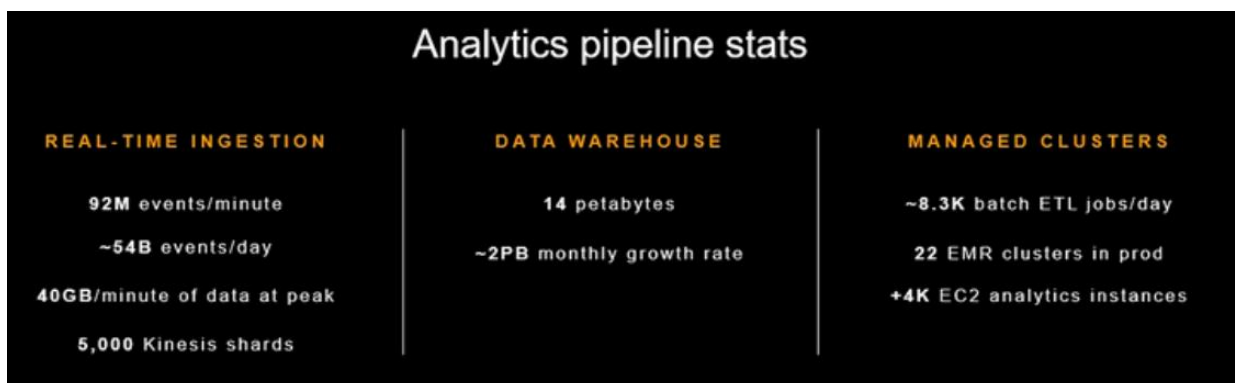 Analytics pipeline stats
REAL-TIME INGESTION
92M events/minute
~54B events/day
40GB/minute of data at peak
5,000 Kinesis shards
DATA WAREHOUSE
14 petabytes
~2PB monthly growth rate
MANAGED CLUSTERS
~8.3K batch ETL jobs/day
22 EMR clusters in prod
+4K EC2 analytics instances